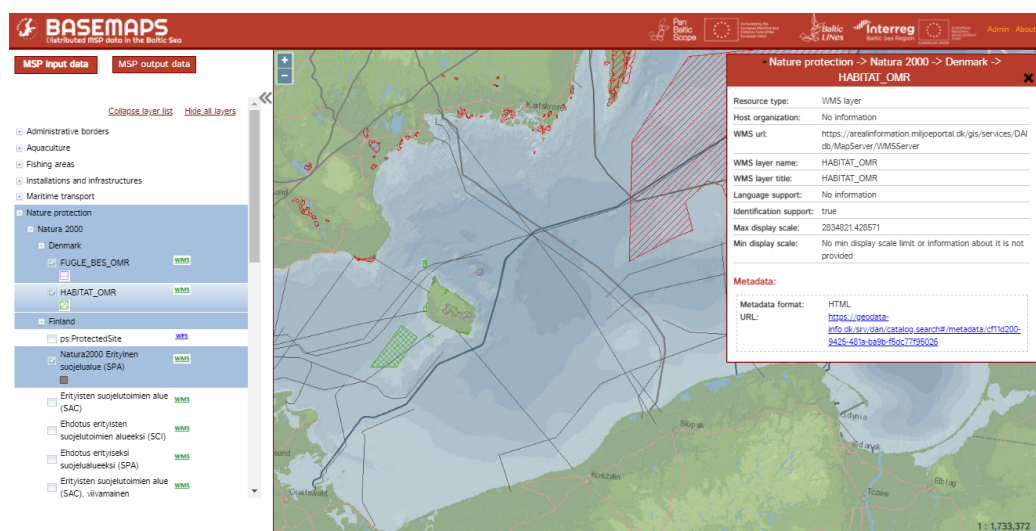 BASEMAPS
Distributed MSP data in the Baltic Sea
Pan
Baltic
Scope
Baltic
LINes
Interreg
Baltic Sea Region
Admin About
MSP input data
MSP output data
Collapse layer list Hide all layers
Administrative borders
Aquaculture
Fishing areas
Installations and infrastructures
Maritime transport
Nature protection
Natura 2000
Denmark
FUGLE_BES_OMR WMS
HABITAT_OMR WMS
Finland
ps:ProtectedSite WFS
Natura2000 Erityinen WMS
suojelualue (SPA)
Erityisten suojelutoimien alue WMS
(SAC)
Ehdotus erityisten WMS
suojelutoimien alueeksi (SCI)
Ehdotus erityiseksi WMS
suojelualueeksi (SPA)
Erityisten suojelutoimien alue WMS
(SAC), viivamainen
+
−
Karlskrona
Słupsk
Koszalin
Gdynia
Gdańsk
Tczew
Elbląg
1 : 1,733,372
Nature protection -> Natura 2000 -> Denmark ->
HABITAT_OMR
Resource type: WMS layer
Host organization: No information
WMS url: https://arealinformation.miljoeportal.dk/gis/services/DAI
db/MapServer/WMSServer
WMS layer name: HABITAT_OMR
WMS layer title: HABITAT_OMR
Language support: No information
Identification support: true
Max display scale: 2834821.428571
Min display scale: No min display scale limit or information about it is not
provided
Metadata:
Metadata format: HTML
URL: https://geodata-
info.dk/srv/dan/catalog.search#/metadata/cf11d200-
9425-481a-ba9b-f5dc77f95026